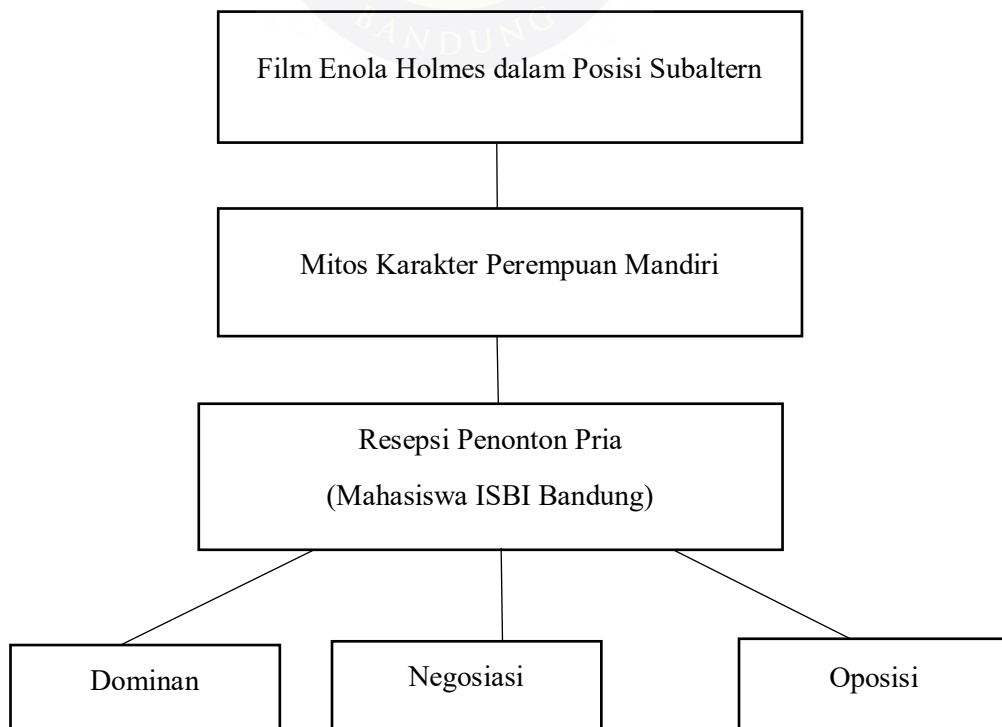 BANDUNG
Film Enola Holmes dalam Posisi Subaltern
Mitos Karakter Perempuan Mandiri
Resepsi Penonton Pria
(Mahasiswa ISBI Bandung)
Dominan
Negosiasi
Oposisi